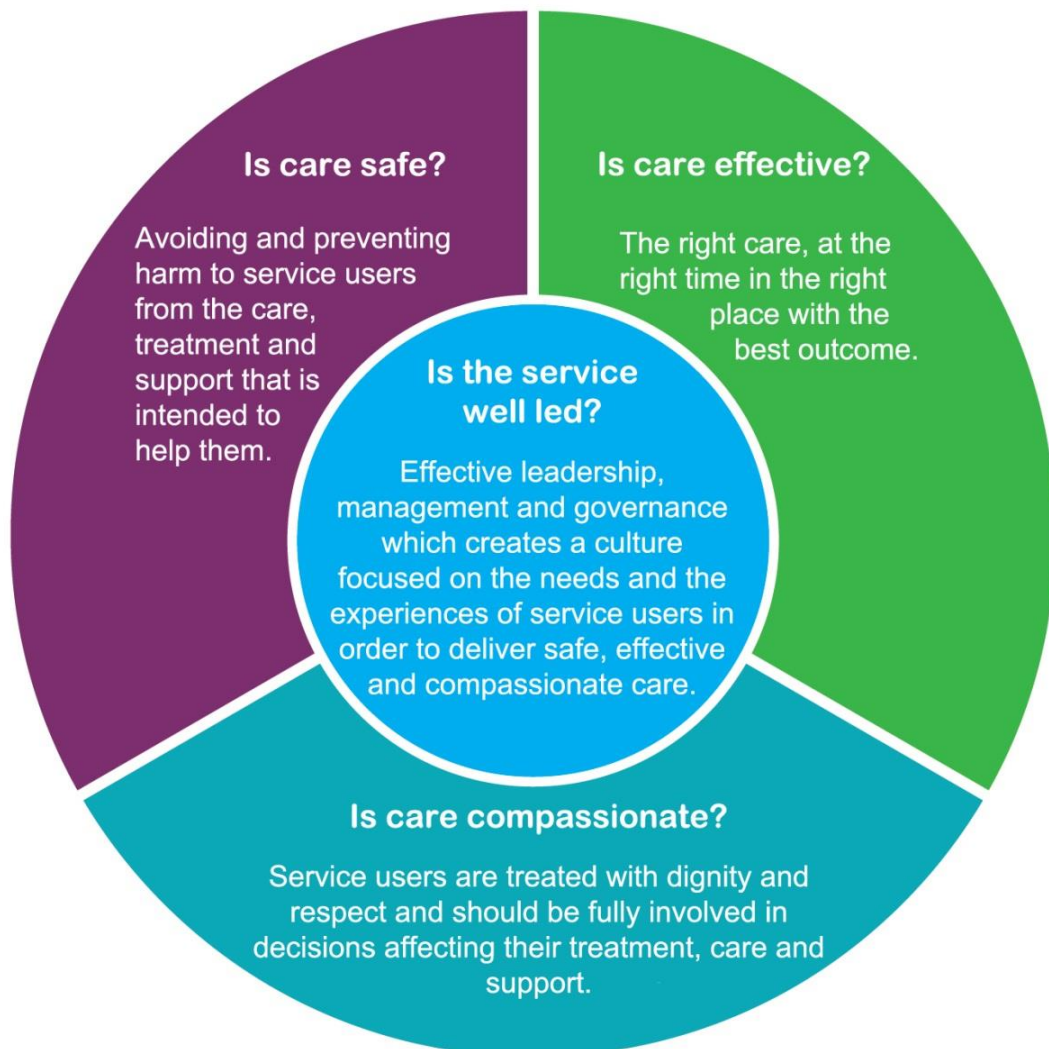 Is care safe?
Avoiding and preventing
harm to service users
from the care,
treatment and
support that is
intended to
help them.
Is care effective?
The right care, at the
right time in the right
place with the
best outcome.
Is the service
well led?
Effective leadership,
management and governance
which creates a culture
focused on the needs and the
experiences of service users in
order to deliver safe, effective
and compassionate care.
Is care compassionate?
Service users are treated with dignity and
respect and should be fully involved in
decisions affecting their treatment, care and
support.